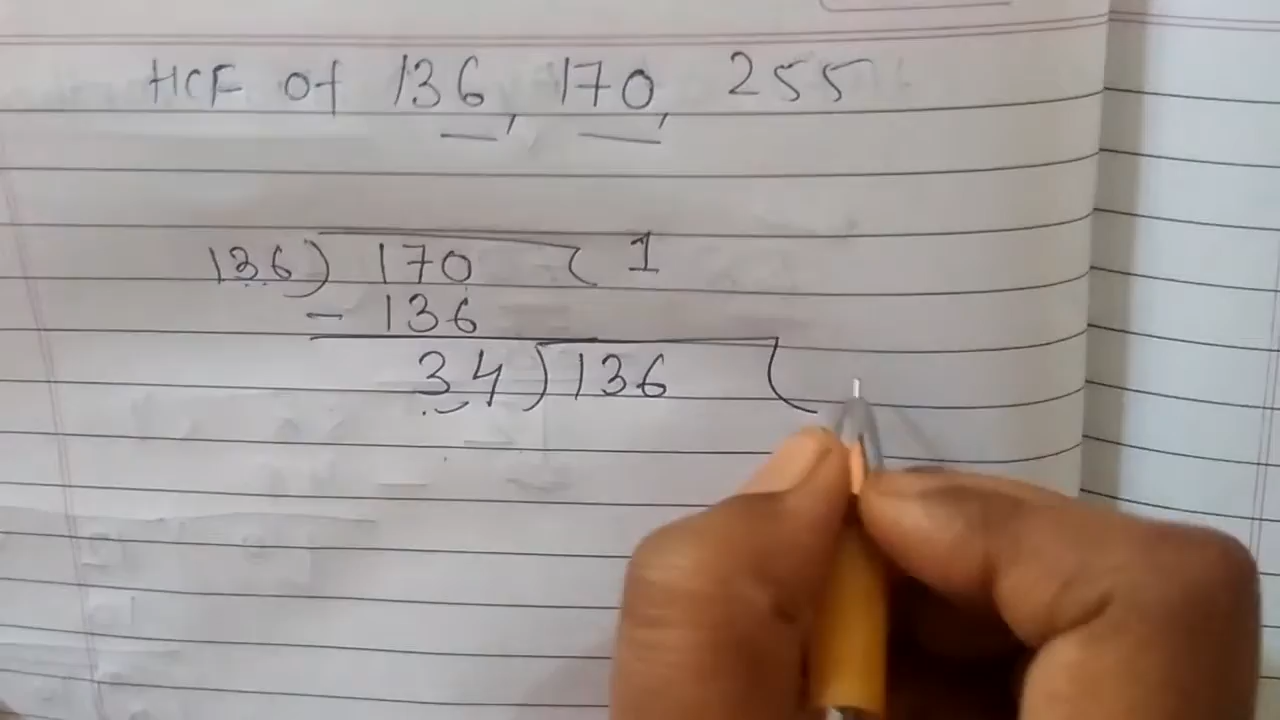 HCF of 136, 170, 255
136) 170 ( 1
- 136
34) 136 (